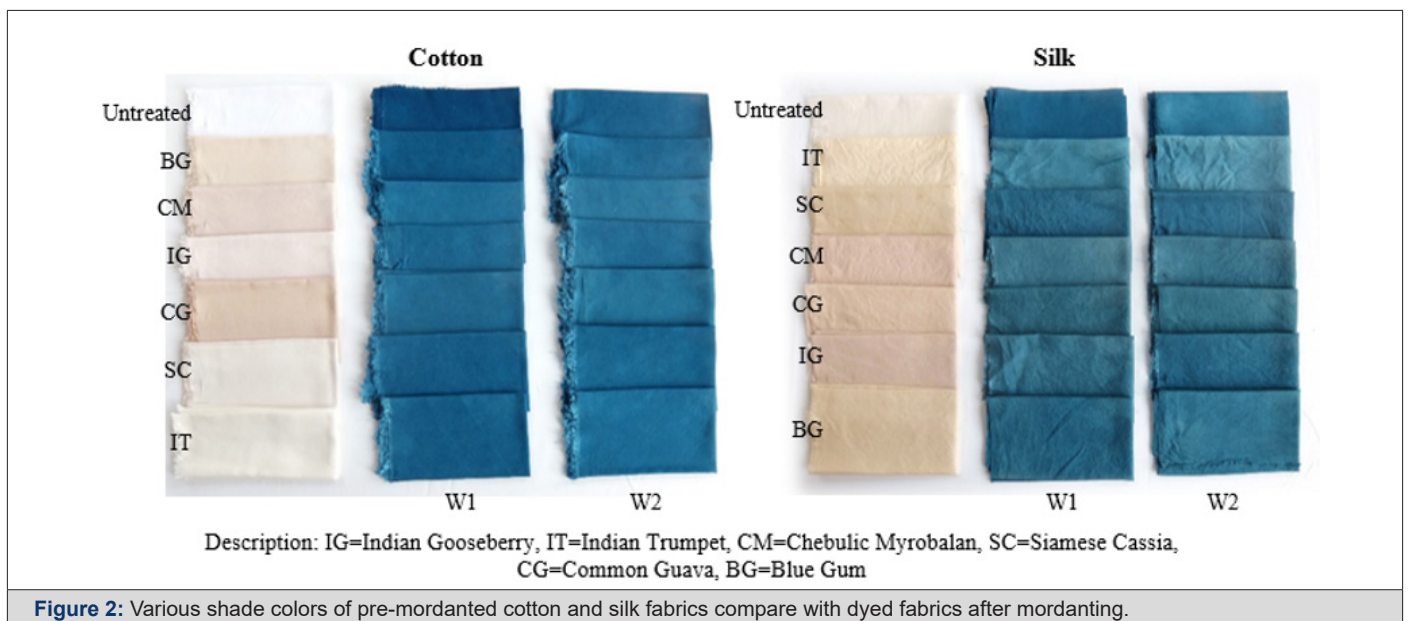 Cotton
Silk
Untreated
BG
CM
IG
CG
SC
IT
W1
W2
Untreated
IT
SC
CM
CG
IG
BG
W1
W2
Description: IG=Indian Gooseberry, IT=Indian Trumpet, CM=Chebulic Myrobalan, SC=Siamese Cassia,
CG=Common Guava, BG=Blue Gum
Figure 2: Various shade colors of pre-mordanted cotton and silk fabrics compare with dyed fabrics after mordanting.